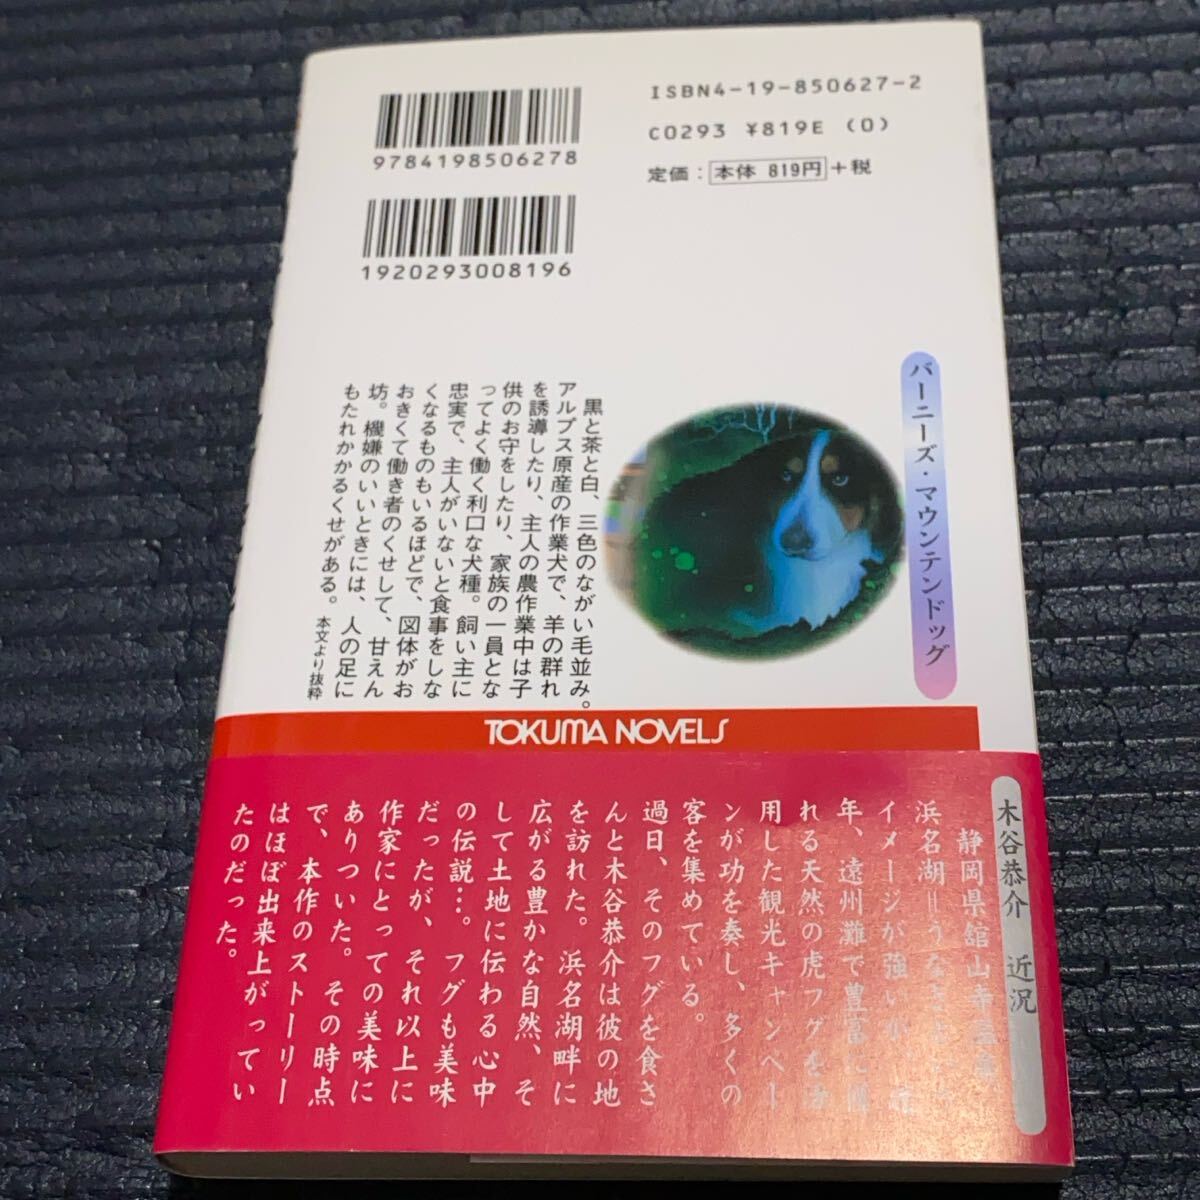 ISBN4-19-850627-2
C0293 ¥819E (0)
定価：本体 819円+税
9784198506278
1920293008196
バーニーズ・マウンテンドッグ
黒と茶と白、三色のながい毛並み。
アルプス原産の作業犬で、羊の群れ
を誘導したり、主人の農作業中は子
供のお守をしたり、家族の一員とな
ってよく働く利口な犬種。飼い主に
忠実で、主人がいないと食事をしな
くなるものもいるほどで、図体がお
おきくて働き者のくせして、甘えん
坊。機嫌のいいときには、人の足に
もたれかかるくせがある。
本文より抜粋
TOKUMA NOVELS
木谷恭介 近況
静岡県舘山寺
浜名湖＝うな
イメージが強い
年、遠州灘で豊富に
れる天然の虎フグを活
用した観光キャンペー
ンが功を奏し、多くの
客を集めている。
過日、そのフグを食さ
んと木谷恭介は彼の地
を訪れた。浜名湖畔に
広がる豊かな自然、そ
して土地に伝わる心中
の伝説…。フグも美味
だったが、それ以上に
作家にとっての美味に
ありついた。その時点
で、本作のストーリー
はほぼ出来上がってい
たのだった。